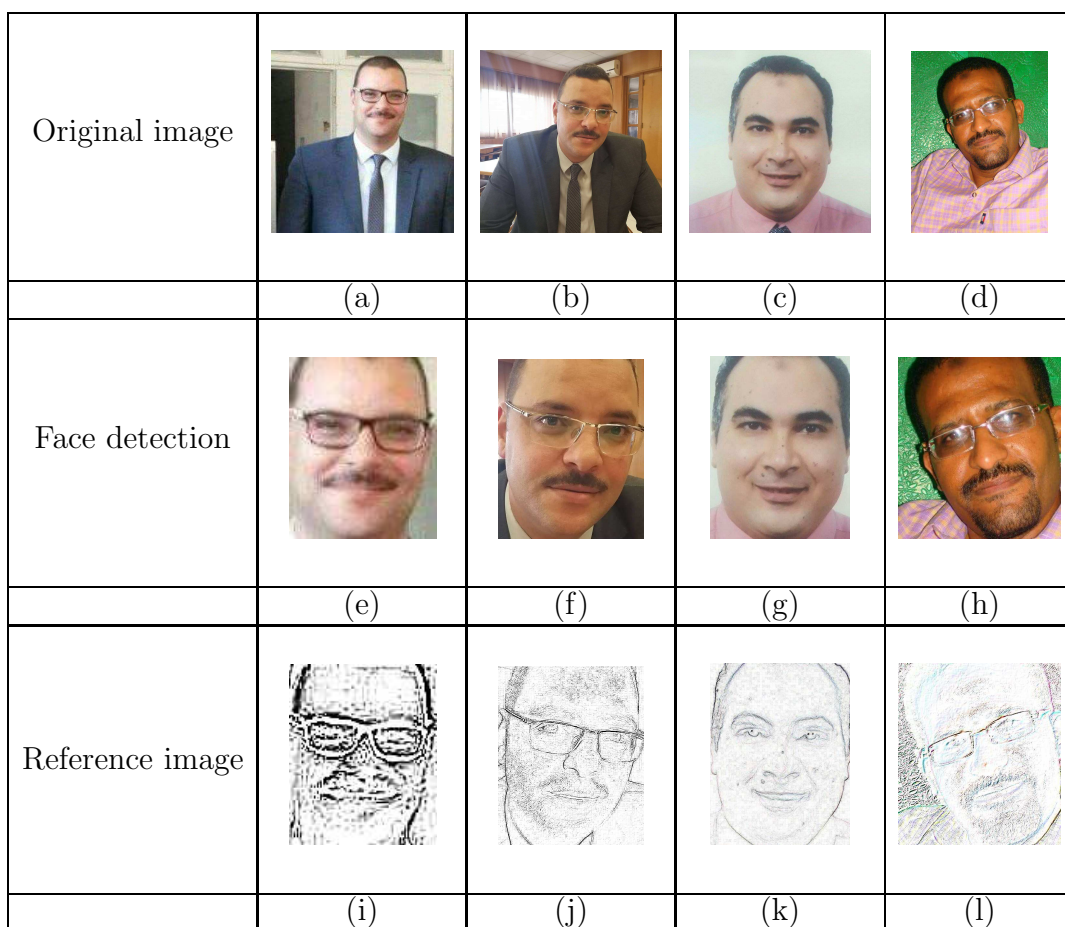 Original image
(a) (b) (c) (d)
Face detection
(e) (f) (g) (h)
Reference image
(i) (j) (k) (l)